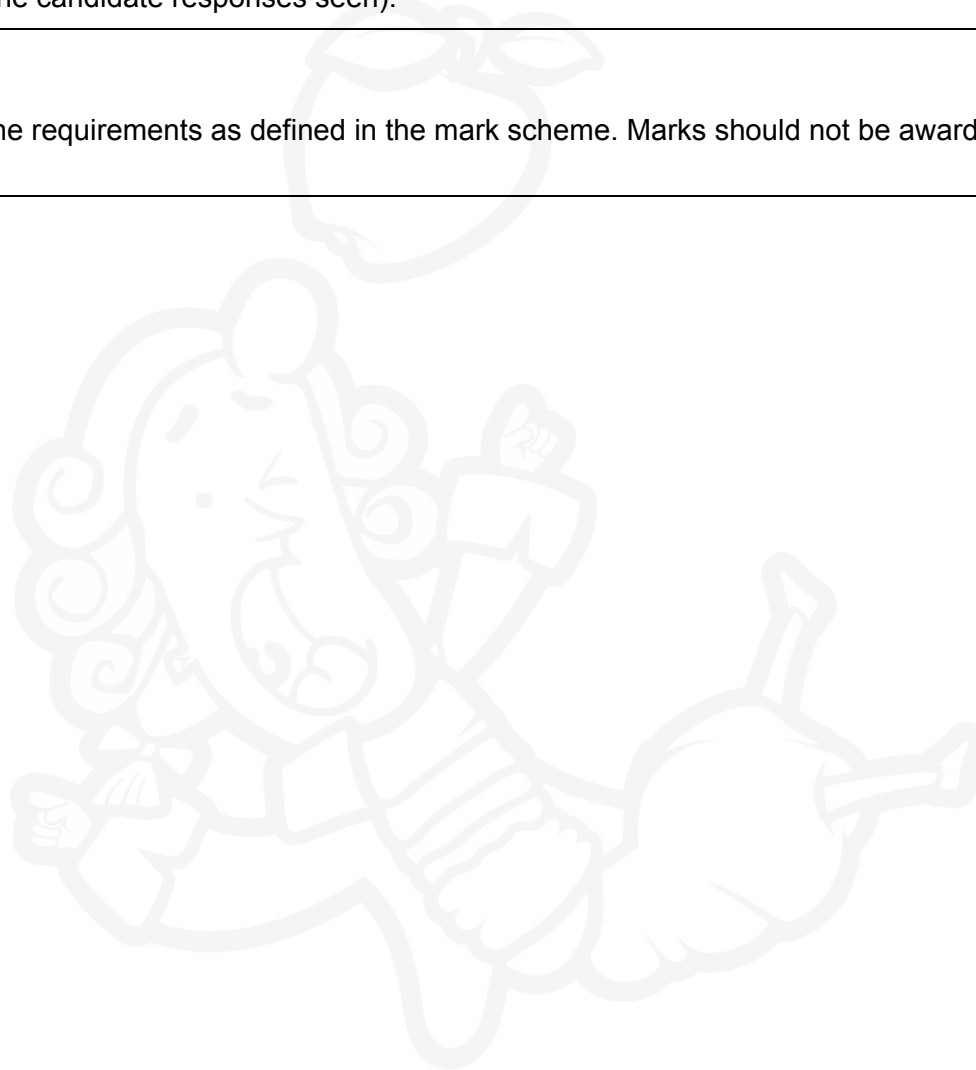 he candidate responses seen).
he requirements as defined in the mark scheme. Marks should not be award